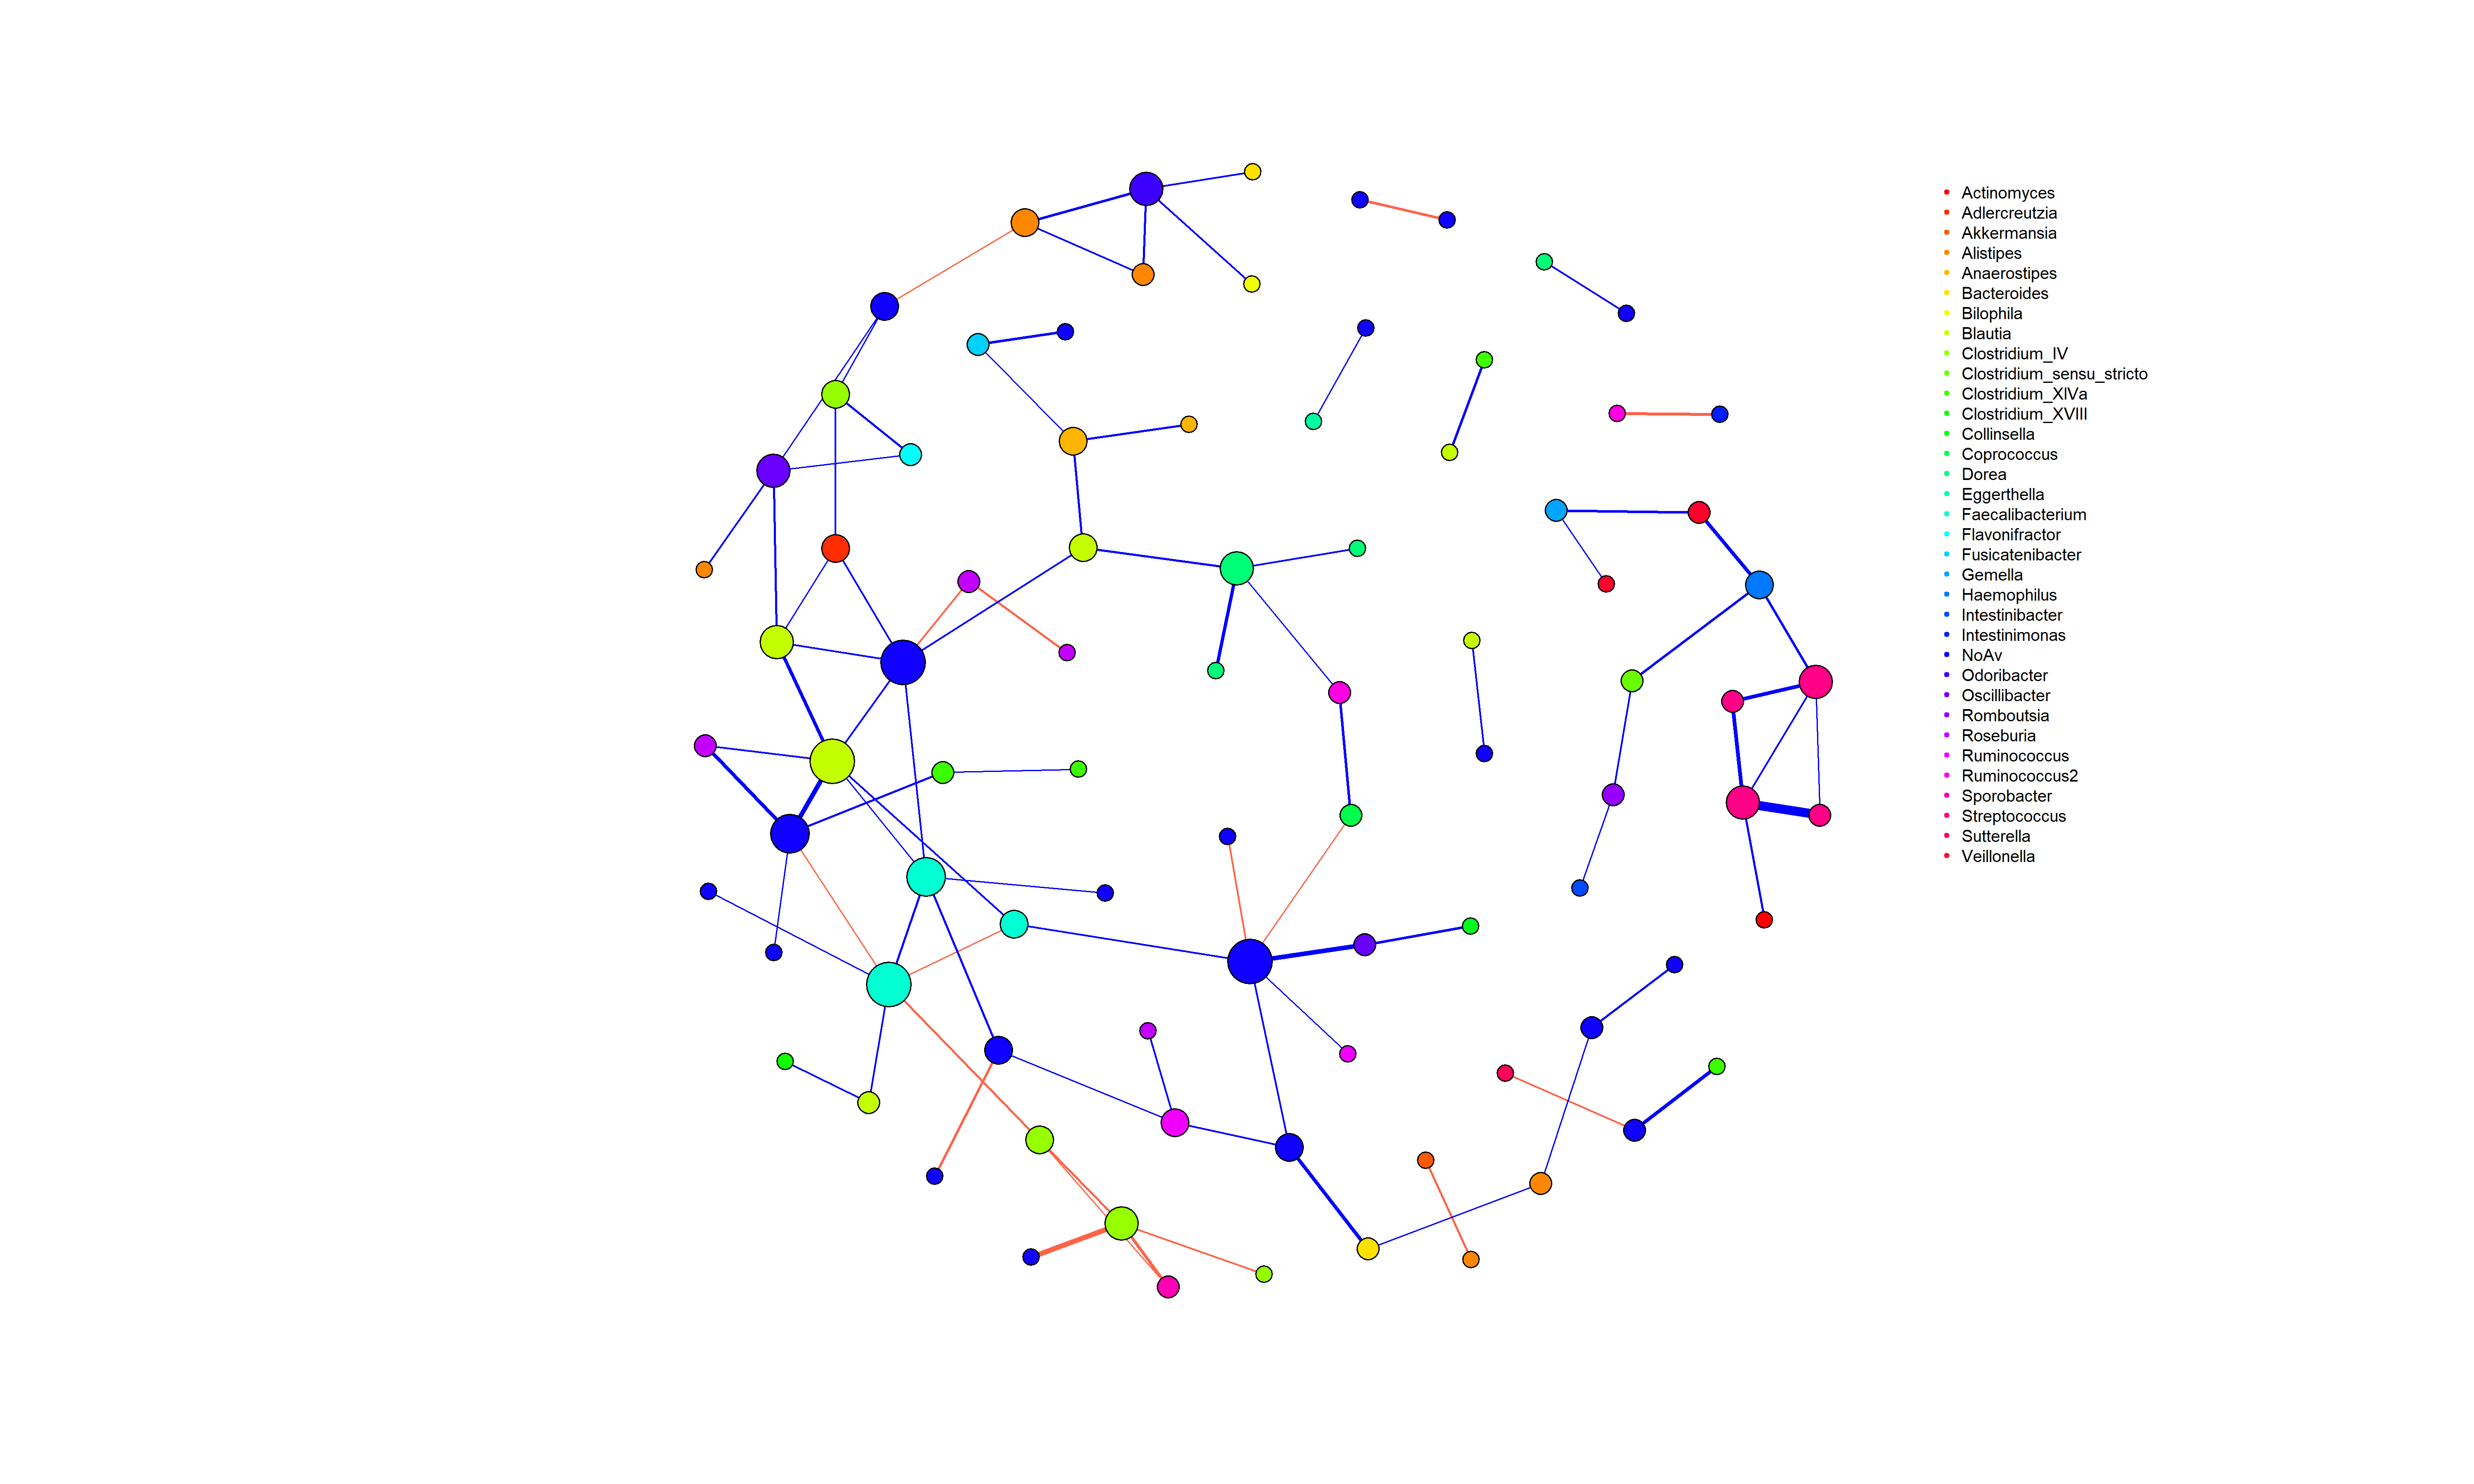 Actinomyces
Adlercreutzia
Akkermansia
Alistipes
Anaerostipes
Bacteroides
Bilophila
Blautia
Clostridium_IV
Clostridium_sensu_stricto
Clostridium_XlVa
Clostridium_XVIII
Collinsella
Coprococcus
Dorea
Eggerthella
Faecalibacterium
Flavonifractor
Fusicatenibacter
Gemella
Haemophilus
Intestinibacter
Intestinimonas
NoAv
Odoribacter
Oscillibacter
Romboutsia
Roseburia
Ruminococcus
Ruminococcus2
Sporobacter
Streptococcus
Sutterella
Veillonella